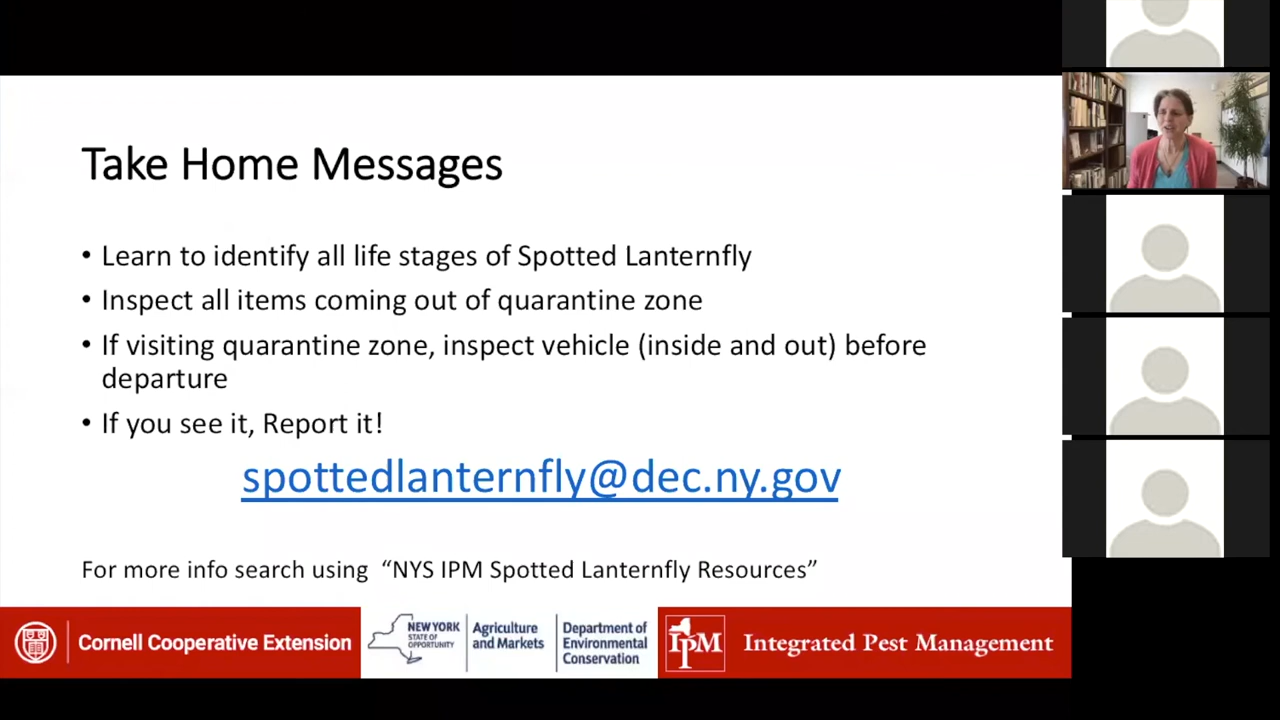 Take Home Messages
• Learn to identify all life stages of Spotted Lanternfly
• Inspect all items coming out of quarantine zone
• If visiting quarantine zone, inspect vehicle (inside and out) before
departure
• If you see it, Report it!
spottedlanternfly@dec.ny.gov
For more info search using “NYS IPM Spotted Lanternfly Resources”
Cornell Cooperative Extension
NEW YORK
STATE OF
OPPORTUNITY
Agriculture
and Markets
Department of
Environmental
Conservation
IPM
Integrated Pest Management